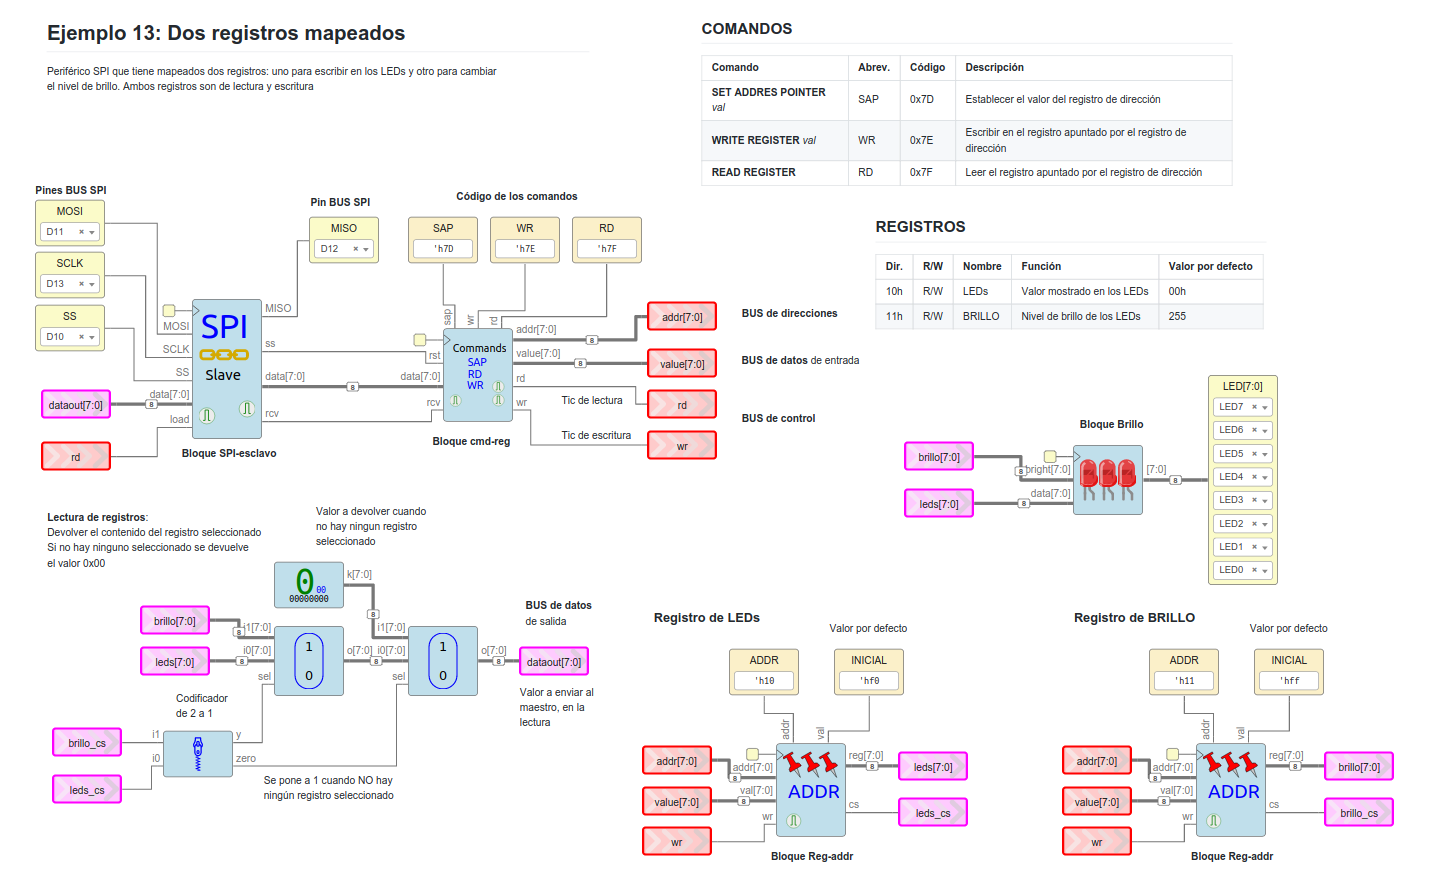 Ejemplo 13: Dos registros mapeados
Periférico SPI que tiene mapeados dos registros: uno para escribir en los LEDs y otro para cambiar
el nivel de brillo. Ambos registros son de lectura y escritura
COMANDOS
Comando Abrev. Código Descripción
SET ADDRES POINTER
val
SAP 0x7D Establecer el valor del registro de dirección
WRITE REGISTER val WR 0x7E Escribir en el registro apuntado por el registro de
dirección
READ REGISTER RD 0x7F Leer el registro apuntado por el registro de dirección
Pines BUS SPI
MOSI
D11
SCLK
D13
SS
D10
dataout[7:0]
rd
MOSI
SCLK
SS
data[7:0]
8
load
SPI
Slave
Bloque SPI-esclavo
MISO
ss
data[7:0]
8
rcv
Pin BUS SPI
MISO
D12
Código de los comandos
SAP
'h7D
WR
'h7E
RD
'h7F
sap
wr
rd
rst
data[7:0]
rcv
Commands
SAP
RD
WR
Bloque cmd-reg
addr[7:0]
8
value[7:0]
8
rd
wr
Tic de lectura
Tic de escritura
addr[7:0]
value[7:0]
rd
wr
BUS de direcciones
BUS de datos de entrada
BUS de control
REGISTROS
Dir. R/W Nombre Función Valor por defecto
10h R/W LEDs Valor mostrado en los LEDs 00h
11h R/W BRILLO Nivel de brillo de los LEDs 255
Bloque Brillo
brillo[7:0]
leds[7:0]
8
bright[7:0]
data[7:0]
8
[7:0]
8
LED[7:0]
LED7
LED6
LED5
LED4
LED3
LED2
LED1
LED0
Lectura de registros:
Devolver el contenido del registro seleccionado
Si no hay ninguno seleccionado se devuelve
el valor 0x00
Valor a devolver cuando
no hay ningun registro
seleccionado
0
00
00000000
k[7:0]
8
brillo[7:0]
leds[7:0]
8
i1[7:0]
i0[7:0]
8
sel
1
0
o[7:0]
8
i1[7:0]
i0[7:0]
sel
1
0
o[7:0]
8
BUS de datos
de salida
dataout[7:0]
Valor a enviar al
maestro, en la
lectura
Codificador
de 2 a 1
brillo_cs
leds_cs
i1
i0
y
zero
Se pone a 1 cuando NO hay
ningún registro seleccionado
Registro de LEDs
Valor por defecto
ADDR
'h10
INICIAL
'hf0
addr
val
addr[7:0]
value[7:0]
wr
addr[7:0]
8
val[7:0]
8
wr
ADDR
reg[7:0]
8
cs
leds[7:0]
leds_cs
Bloque Reg-addr
Registro de BRILLO
Valor por defecto
ADDR
'h11
INICIAL
'hff
addr
val
addr[7:0]
value[7:0]
wr
addr[7:0]
8
val[7:0]
8
wr
ADDR
reg[7:0]
8
cs
brillo[7:0]
brillo_cs
Bloque Reg-addr